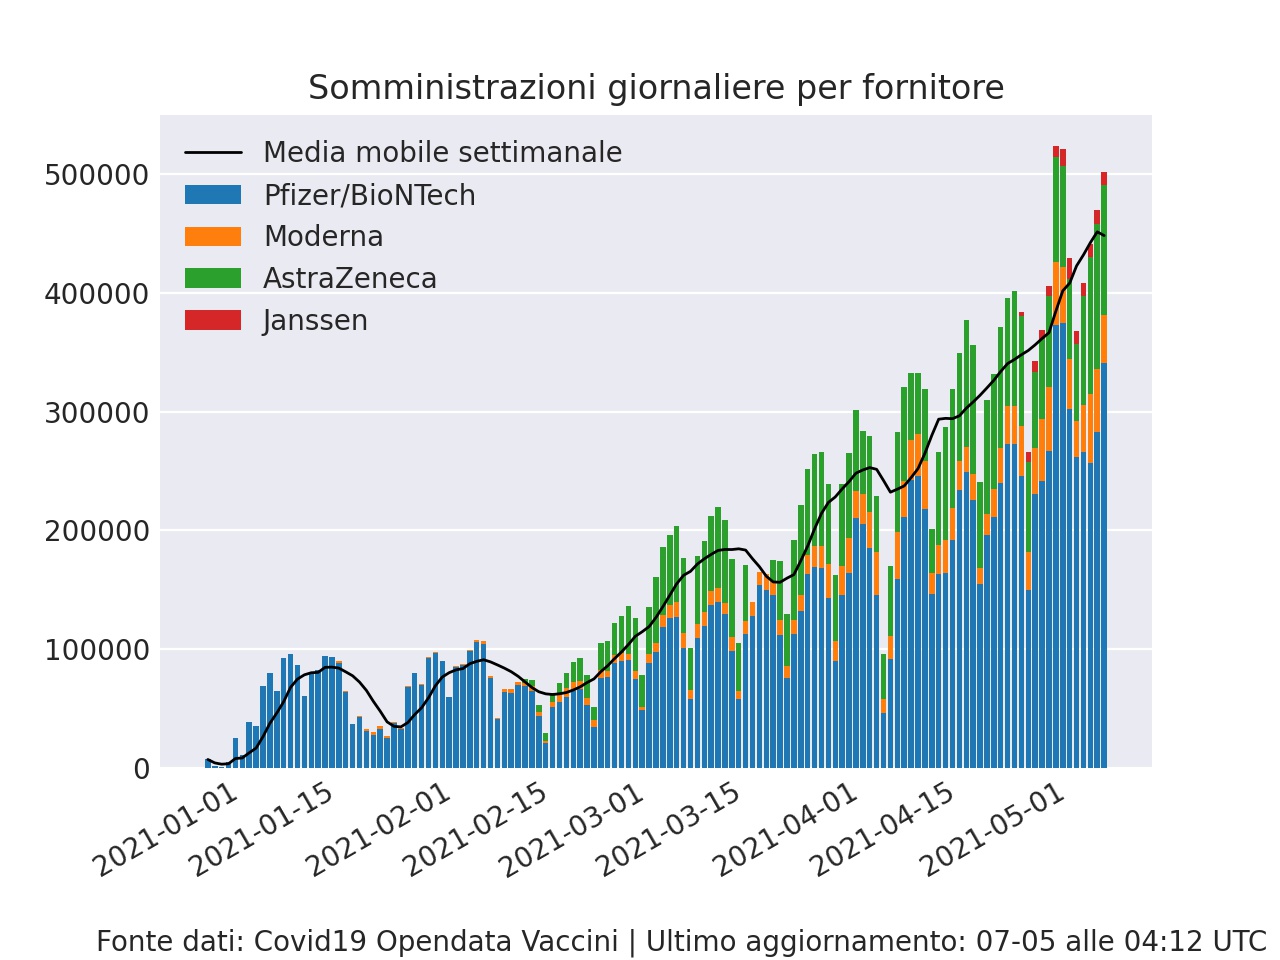 Somministrazioni giornaliere per fornitore
Media mobile settimanale
Pfizer/BioNTech
Moderna
AstraZeneca
Janssen
500000
400000
300000
200000
100000
0
2021-01-01
2021-01-15
2021-02-01
2021-02-15
2021-03-01
2021-03-15
2021-04-01
2021-04-15
2021-05-01
Fonte dati: Covid19 Opendata Vaccini | Ultimo aggiornamento: 07-05 alle 04:12 UTC